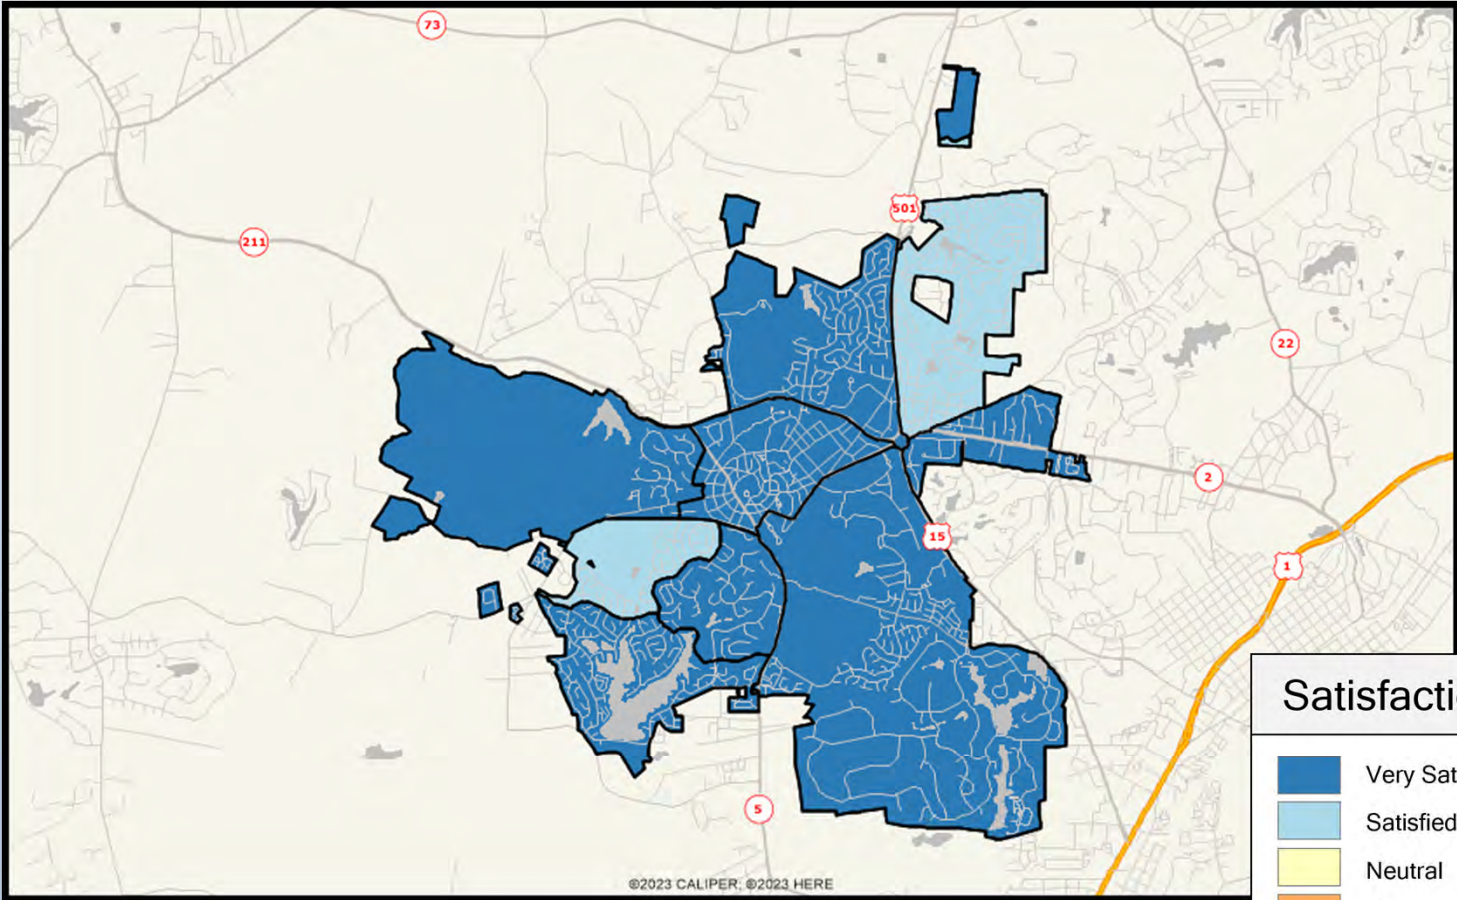 73
501
211
22
2
15
1
Satisfacti
Very Sat
Satisfied
Neutral
5
©2023 CALIPER; ©2023 HERE